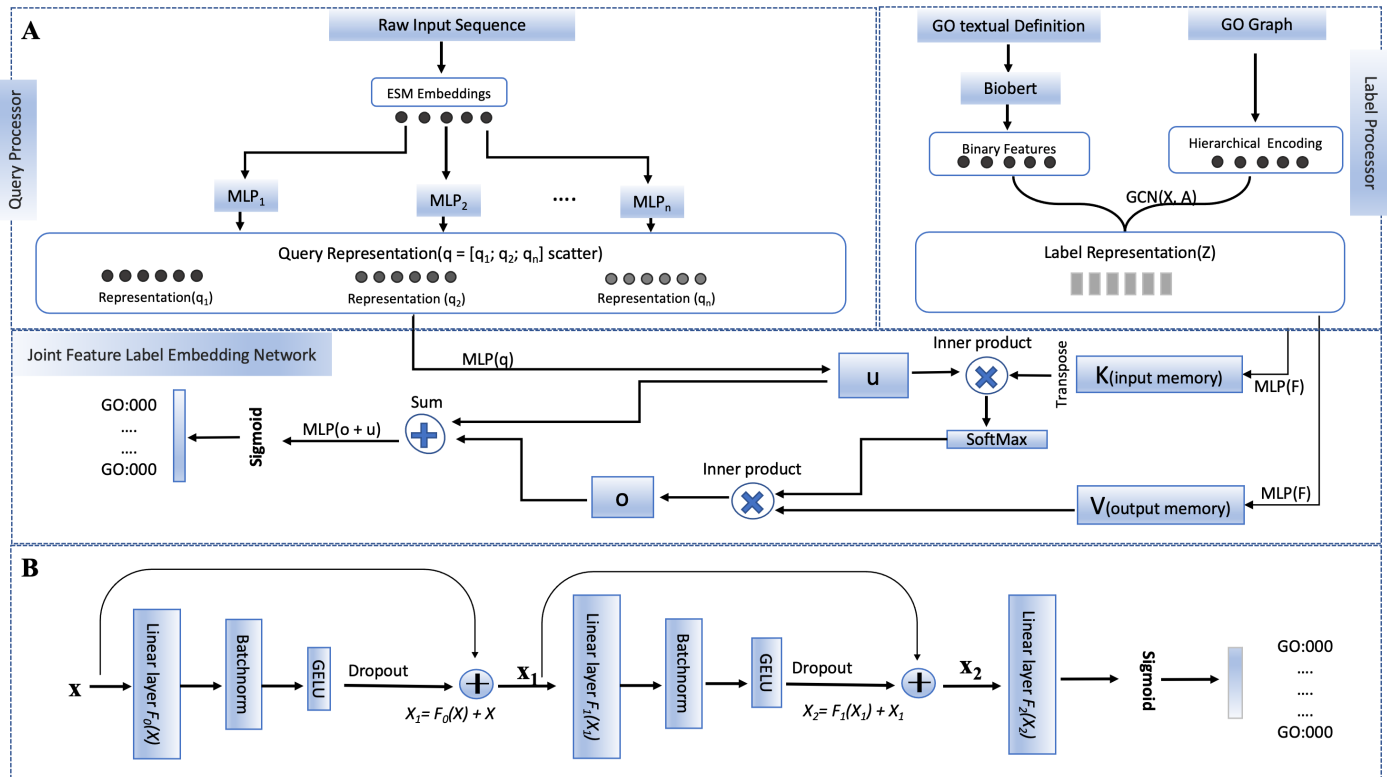 A
Raw Input Sequence
Query Processor
ESM Embeddings
MLP1
MLP2
....
MLPn
Query Representation(q = [q1; q2; qn] scatter)
Representation(q1)
Representation (q2)
Representation (qn)
GO textual Definition
GO Graph
Label Processor
Biobert
Binary Features
Hierarchical Encoding
GCN(X, A)
Label Representation(Z)
Joint Feature Label Embedding Network
MLP(q)
u
Inner product
Transpose
K(input memory)
MLP(F)
SoftMax
Sum
MLP(o + u)
Sigmoid
GO:000
....
....
GO:000
o
Inner product
V(output memory)
MLP(F)
B
x
Linear layer F0(X)
Batchnorm
GELU
Dropout
X1= F0(X) + X
x1
Linear layer F1(X1)
Batchnorm
GELU
Dropout
X2= F1(X1) + X1
x2
Linear layer F2(X2)
Sigmoid
GO:000
....
....
....
GO:000